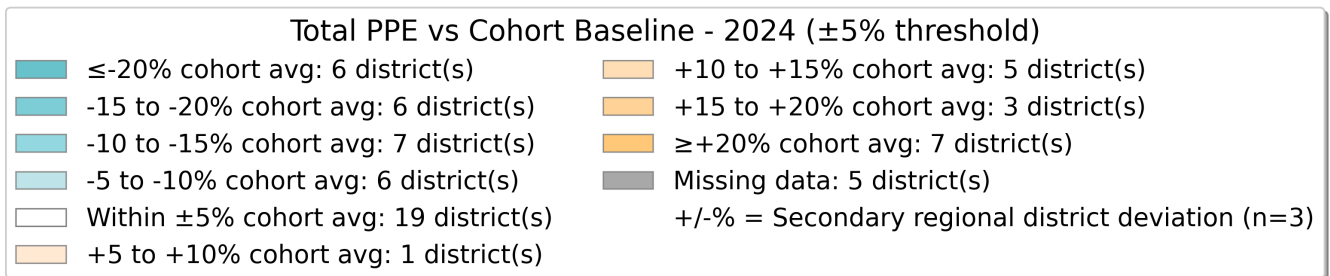 Total PPE vs Cohort Baseline - 2024 (±5% threshold)
≤-20% cohort avg: 6 district(s)
-15 to -20% cohort avg: 6 district(s)
-10 to -15% cohort avg: 7 district(s)
-5 to -10% cohort avg: 6 district(s)
Within ±5% cohort avg: 19 district(s)
+5 to +10% cohort avg: 1 district(s)
+10 to +15% cohort avg: 5 district(s)
+15 to +20% cohort avg: 3 district(s)
≥+20% cohort avg: 7 district(s)
Missing data: 5 district(s)
+/-% = Secondary regional district deviation (n=3)